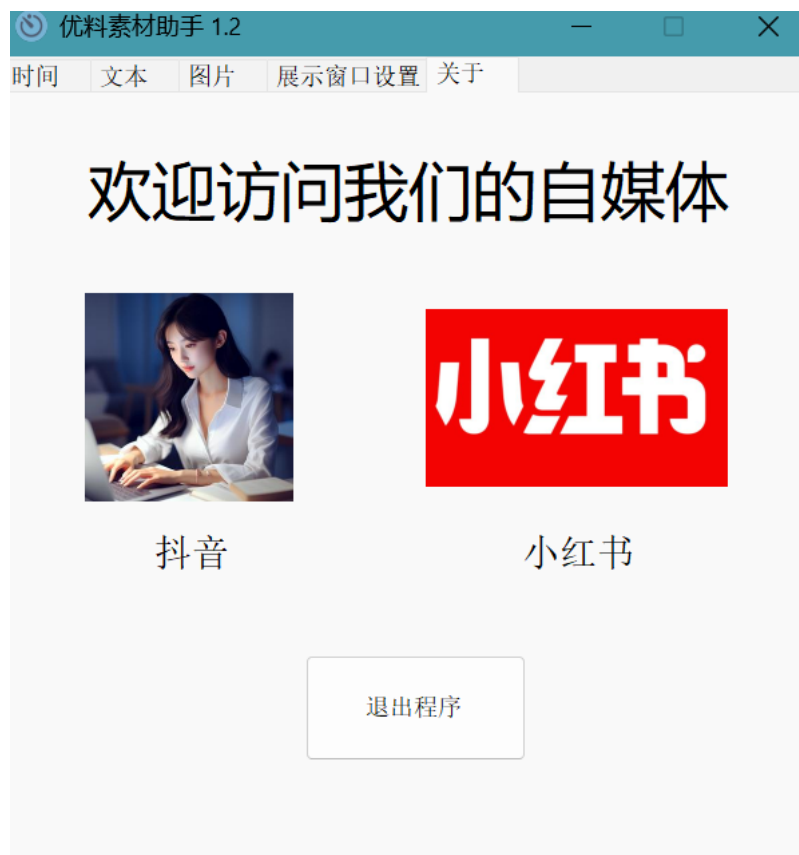 优料素材助手 1.2
时间 文本 图片 展示窗口设置 关于
欢迎访问我们的自媒体
小红书
抖音 小红书
退出程序